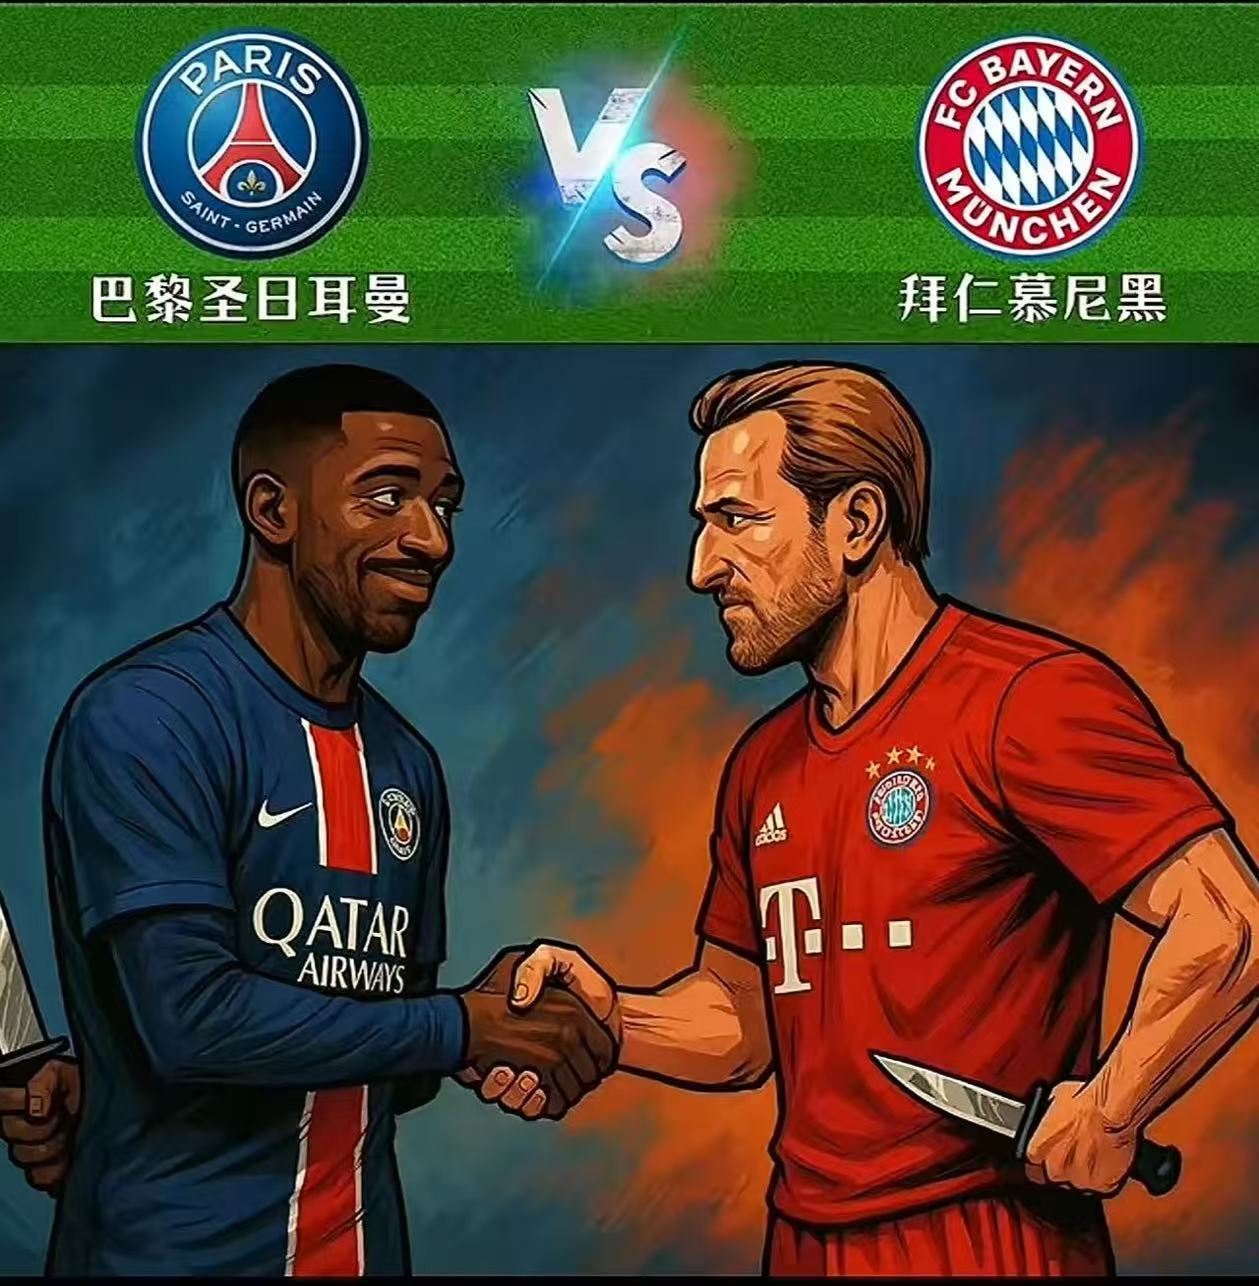 PARIS
SAINT-GERMAIN
VS
FC BAYERN
MÜNCHEN
巴黎圣日耳曼
拜仁慕尼黑
adidas
QATAR
AIRWAYS
T..